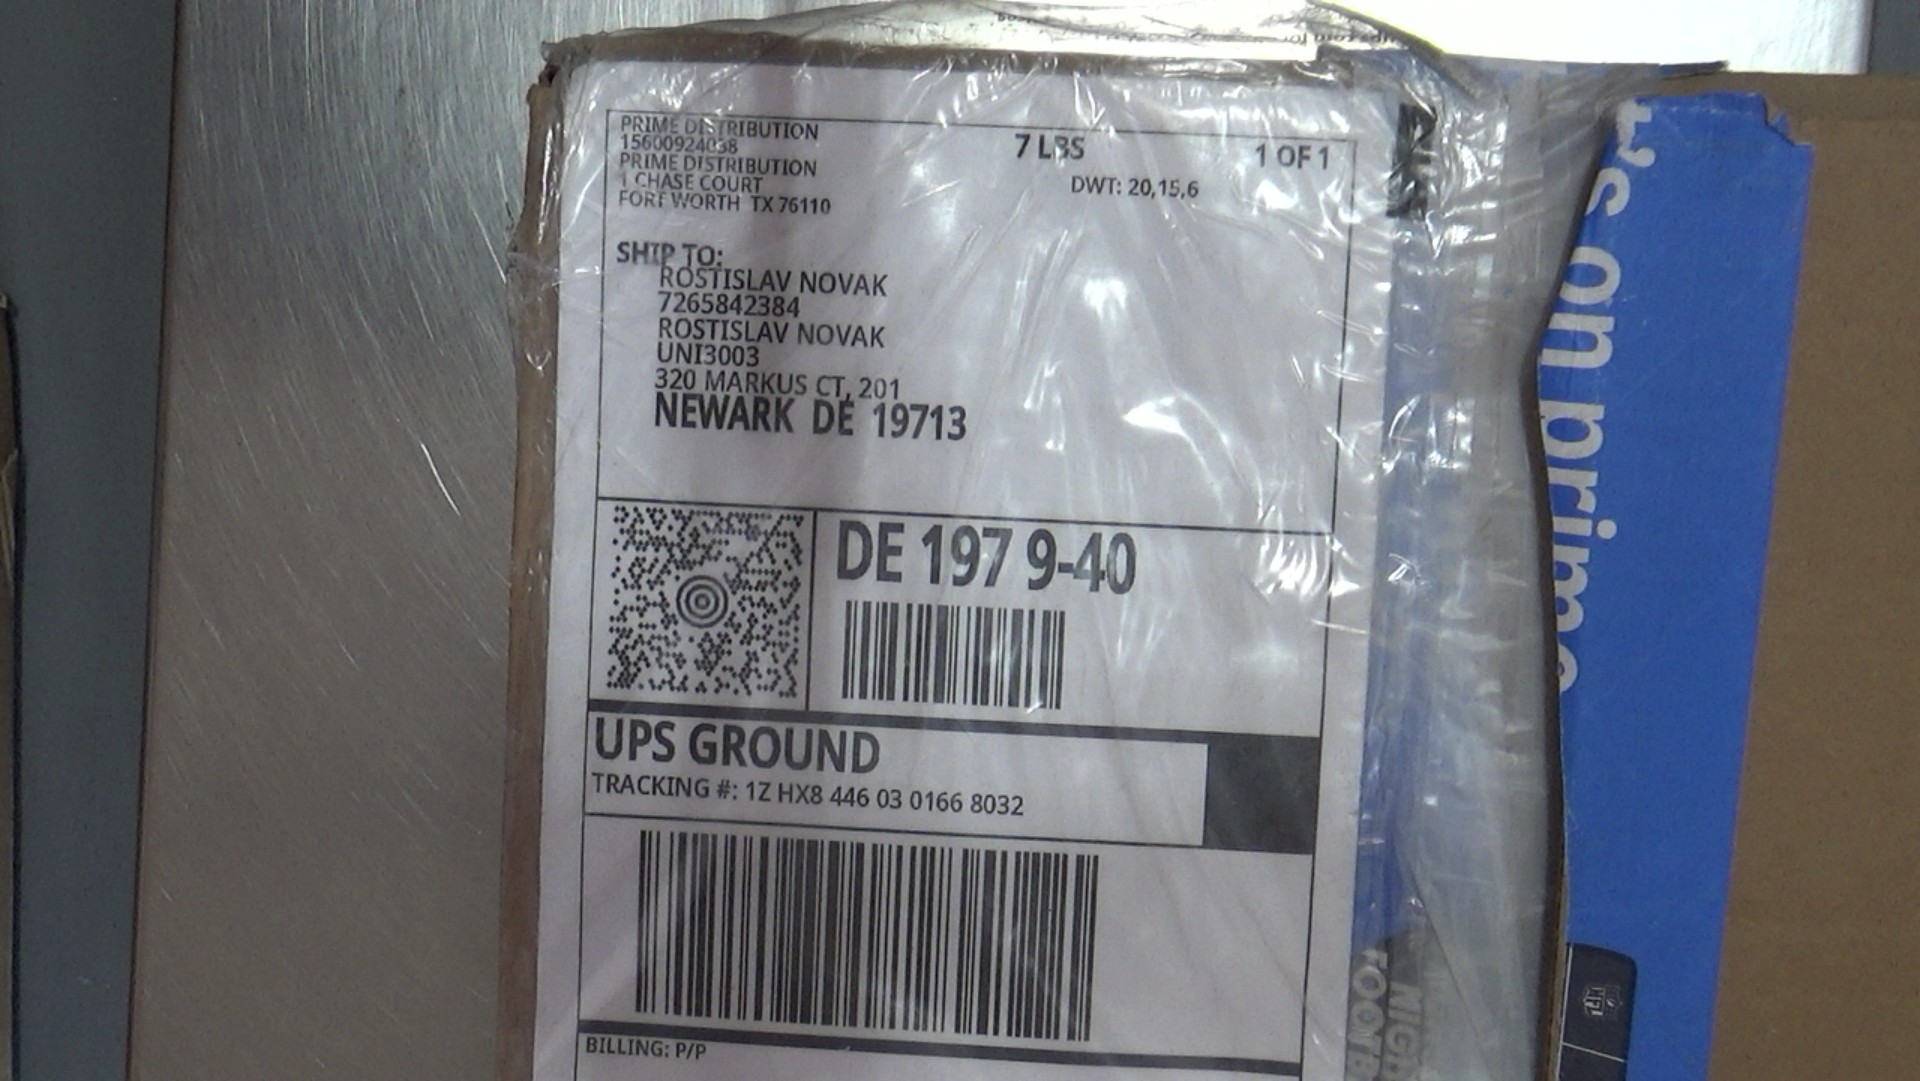 PRIME DISTRIBUTION
15600924038
PRIME DISTRIBUTION
1 CHASE COURT
FORT WORTH TX 76110
7 LBS
1 OF 1
DWT: 20,15,6
SHIP TO:
ROSTISLAV NOVAK
7265842384
ROSTISLAV NOVAK
UNI3003
320 MARKUS CT, 201
NEWARK DE 19713
DE 197 9-40
UPS GROUND
TRACKING #: 1Z HX8 446 03 0166 8032
BILLING: P/P
on prime
NFL